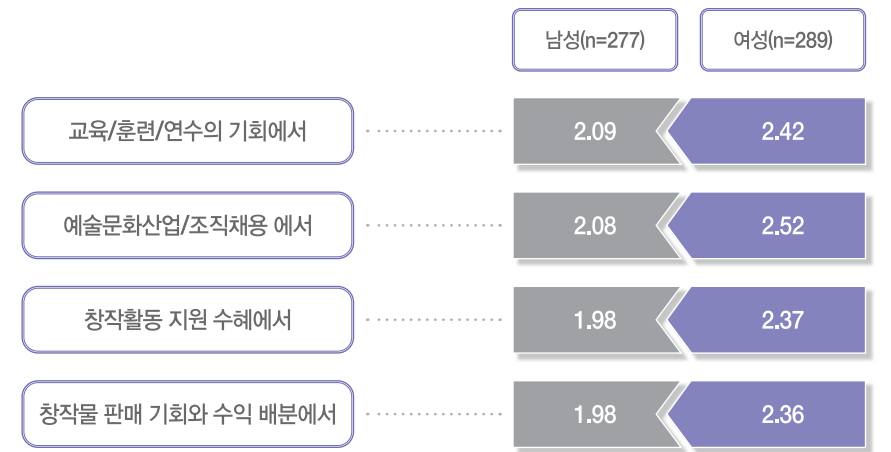 남성(n=277) 여성(n=289)
교육/훈련/연수의 기회에서 2.09 2.42
예술문화산업/조직채용 에서 2.08 2.52
창작활동 지원 수혜에서 1.98 2.37
창작물 판매 기회와 수익 배분에서 1.98 2.36